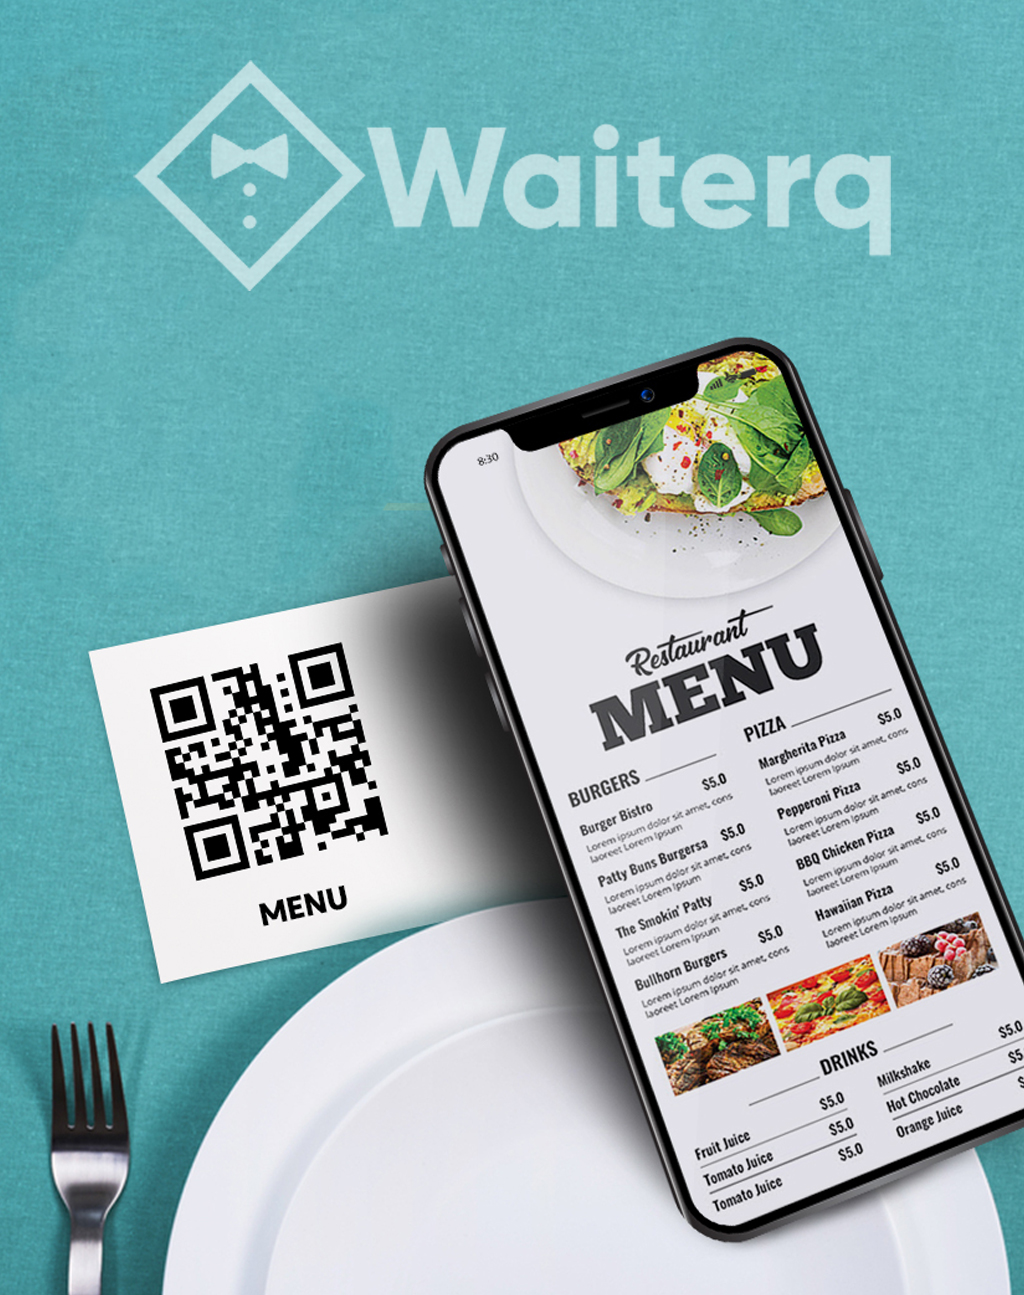 Waiterq
8:30
Restaurant
MENU
BURGERS
Burger Bistro $5.0
Lorem ipsum dolor sit amet, cons
laoreet Lorem Ipsum
Patty Buns Burgersa $5.0
Lorem ipsum dolor sit amet, cons
laoreet Lorem Ipsum
The Smokin' Patty $5.0
Lorem ipsum dolor sit amet, cons
laoreet Lorem Ipsum
Bullhorn Burgers $5.0
Lorem ipsum dolor sit amet, cons
laoreet Lorem Ipsum
PIZZA
Margherita Pizza $5.0
Lorem ipsum dolor sit amet, cons
laoreet Lorem Ipsum
Pepperoni Pizza $5.0
Lorem ipsum dolor sit amet, cons
laoreet Lorem Ipsum
BBQ Chicken Pizza $5.0
Lorem ipsum dolor sit amet, cons
laoreet Lorem Ipsum
Hawaiian Pizza $5.0
Lorem ipsum dolor sit amet, cons
laoreet Lorem Ipsum
DRINKS
Fruit Juice $5.0
Tomato Juice $5.0
Tomato Juice $5.0
Milkshake $5.0
Hot Chocolate $5.
Orange Juice
MENU